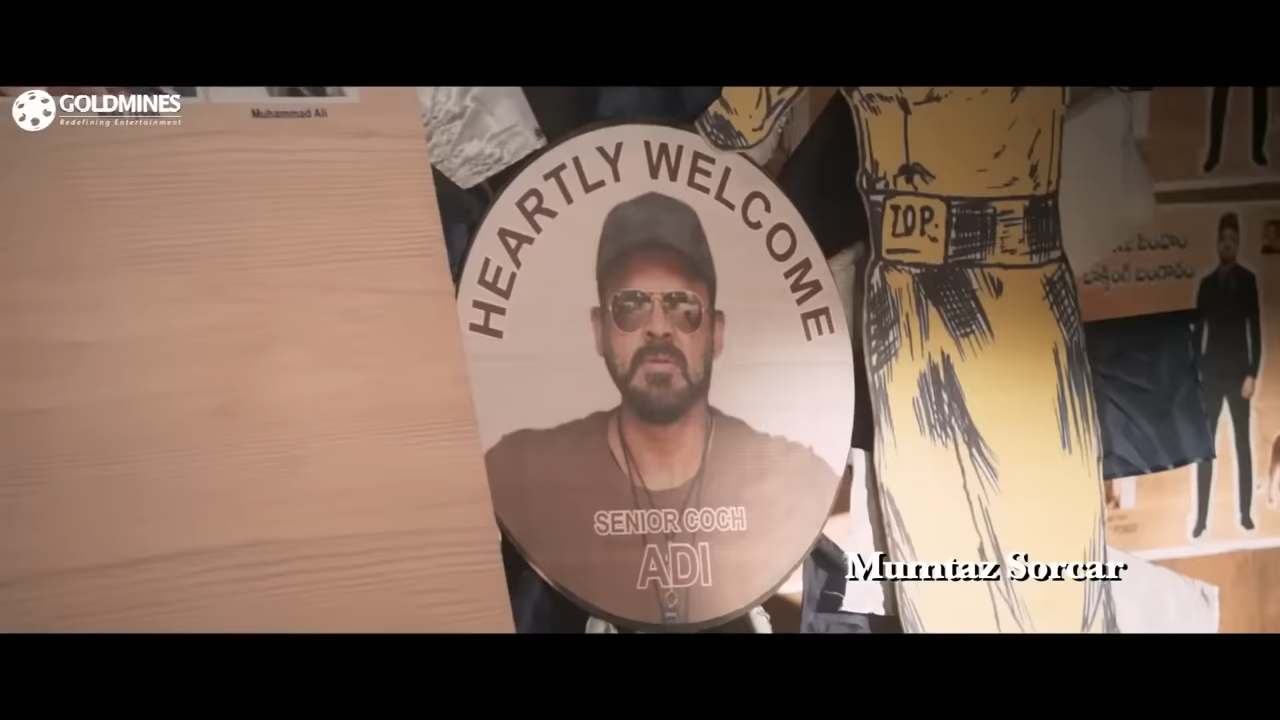 GOLDMINES
Redefining Entertainment
Muhammad Ali
HEARTLY WELCOME
TOP
SENIOR COCH
ADI
Mumtaz Sorcar